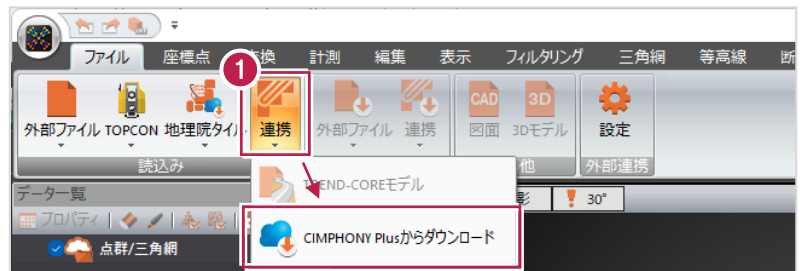 ファイル 座標点 変換 計測 編集 表示 フィルタリング 三角網 等高線 断
1
外部ファイル TOPCON 地理院タイル 連携 外部ファイル 連携 CAD 図面 3D 3Dモデル 設定
読込み 他 外部連携
TREND-COREモデル
CIMPHONY Plusからダウンロード
データ一覧
影 30°
プロパティ
点群/三角網